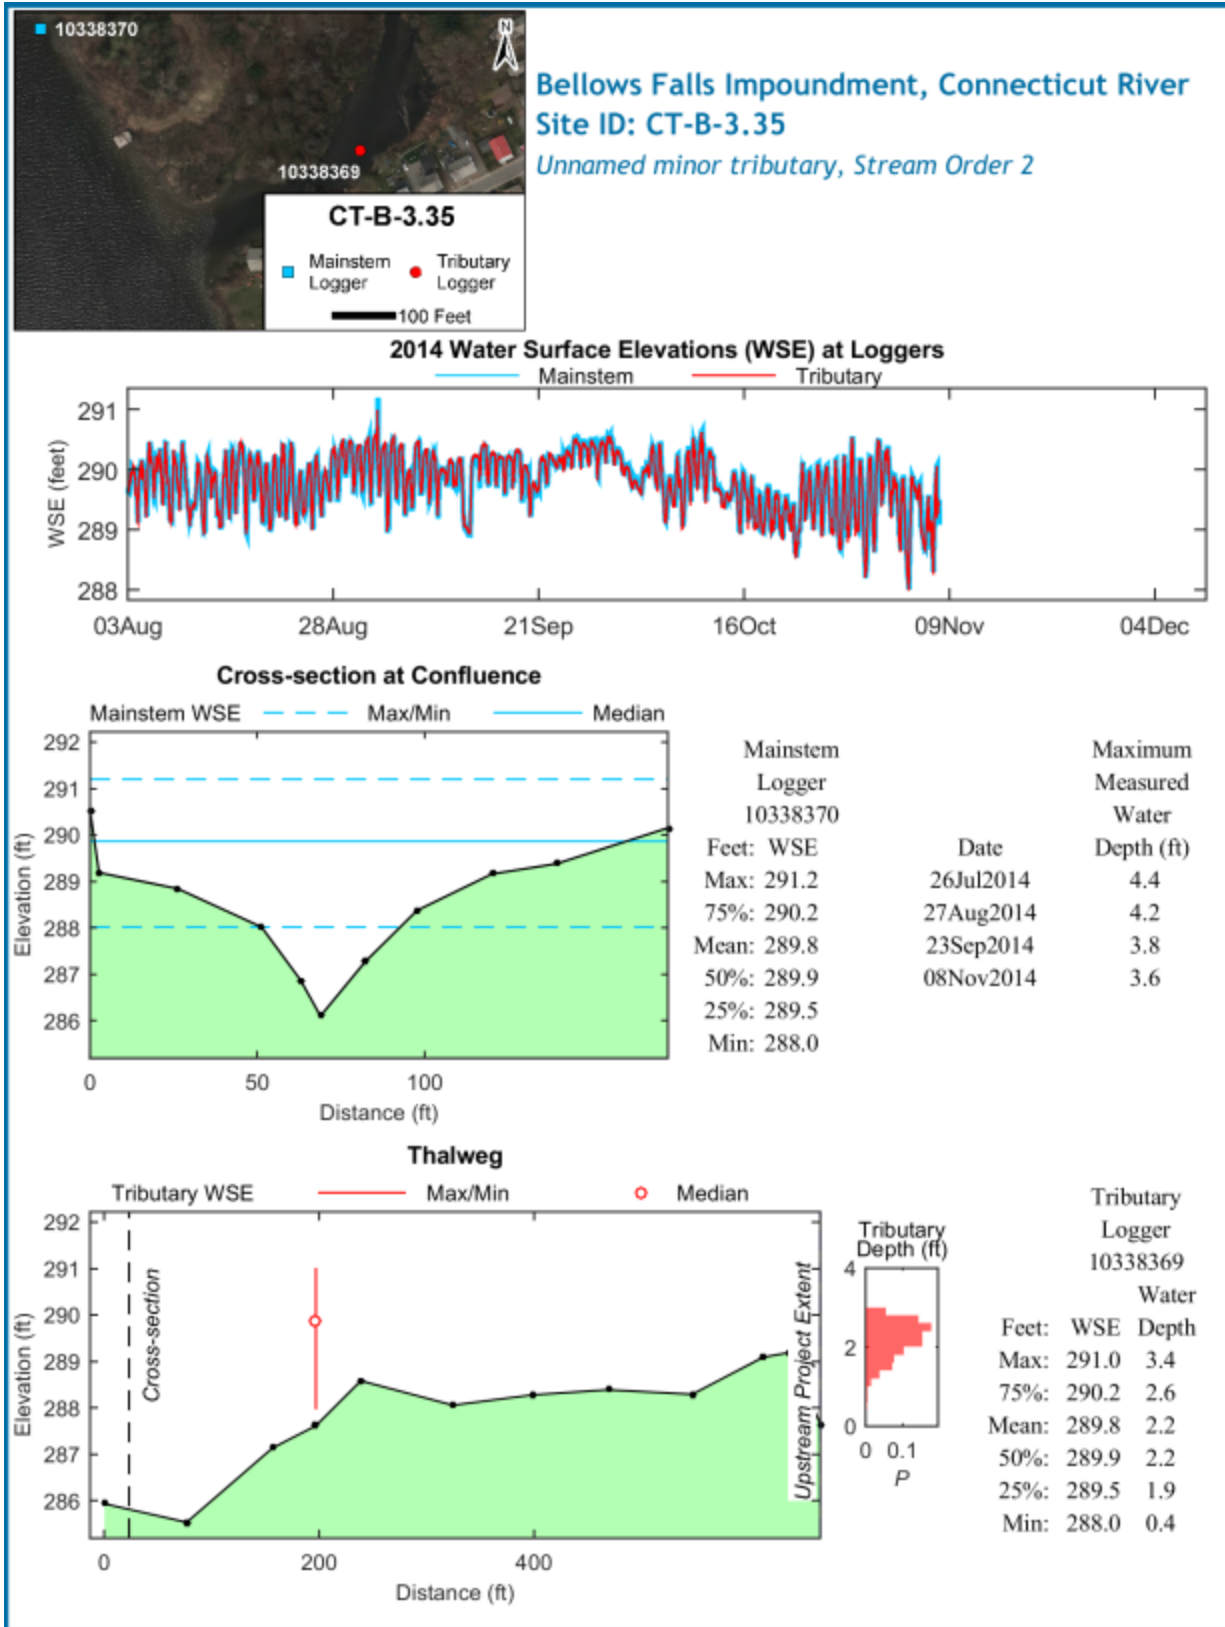 10338370
N
10338369
CT-B-3.35
Mainstem Logger
Tributary Logger
100 Feet
Bellows Falls Impoundment, Connecticut River
Site ID: CT-B-3.35
Unnamed minor tributary, Stream Order 2
2014 Water Surface Elevations (WSE) at Loggers
Mainstem Tributary
WSE (feet)
291
290
289
288
03Aug 28Aug 21Sep 16Oct 09Nov 04Dec
Cross-section at Confluence
Mainstem WSE Max/Min Median
Elevation (ft)
292
291
290
289
288
287
286
0 50 100
Distance (ft)
Mainstem
Logger
10338370
Feet: WSE
Max: 291.2
75%: 290.2
Mean: 289.8
50%: 289.9
25%: 289.5
Min: 288.0
Maximum
Measured
Water
Date Depth (ft)
26Jul2014 4.4
27Aug2014 4.2
23Sep2014 3.8
08Nov2014 3.6
Thalweg
Tributary WSE Max/Min Median
Elevation (ft)
292
291
290
289
288
287
286
Cross-section
Upstream Project Extent
0 200 400
Distance (ft)
Tributary
Depth (ft)
4
2
0
0 0.1
P
Tributary
Logger
10338369
Water
Feet: WSE Depth
Max: 291.0 3.4
75%: 290.2 2.6
Mean: 289.8 2.2
50%: 289.9 2.2
25%: 289.5 1.9
Min: 288.0 0.4